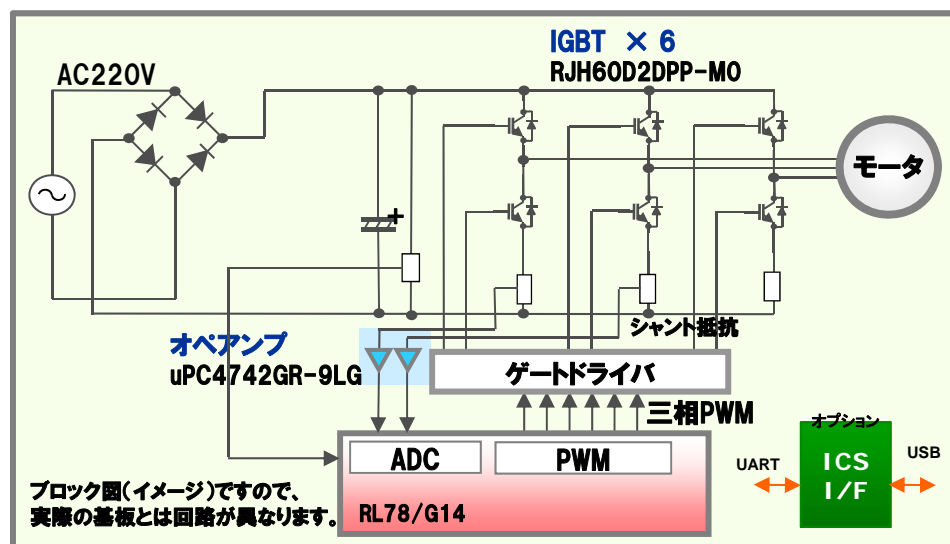 IGBT × 6
RJH60D2DPP-M0
AC220V
モータ
+
オペアンプ
uPC4742GR-9LG
シャント抵抗
ゲートドライバ
三相PWM
ADC
PWM
RL78/G14
ブロック図(イメージ)ですので、
実際の基板とは回路が異なります。
オプション
UART
ICS
I/F
USB